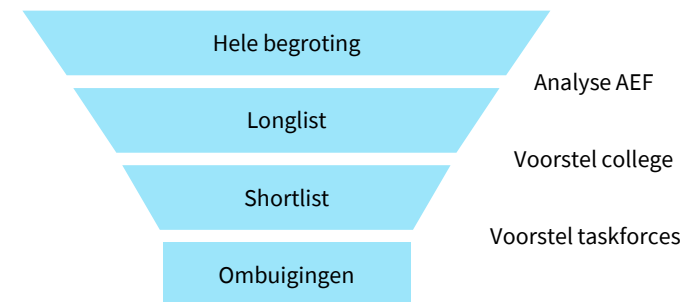 Hele begroting
Analyse AEF
Longlist
Voorstel college
Shortlist
Voorstel taskforces
Ombuigingen